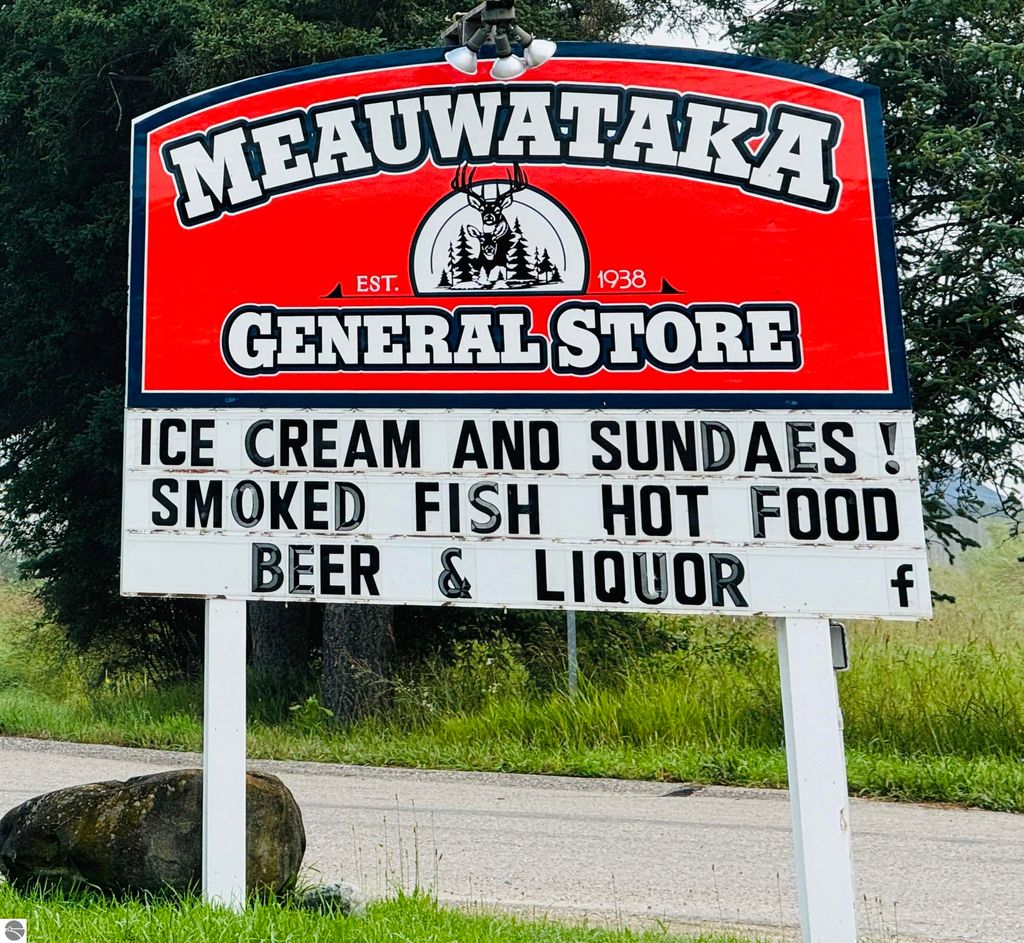 MEAUWATAKA
EST. 1938
GENERAL STORE
ICE CREAM AND SUNDAES!
SMOKED FISH HOT FOOD
BEER & LIQUOR f